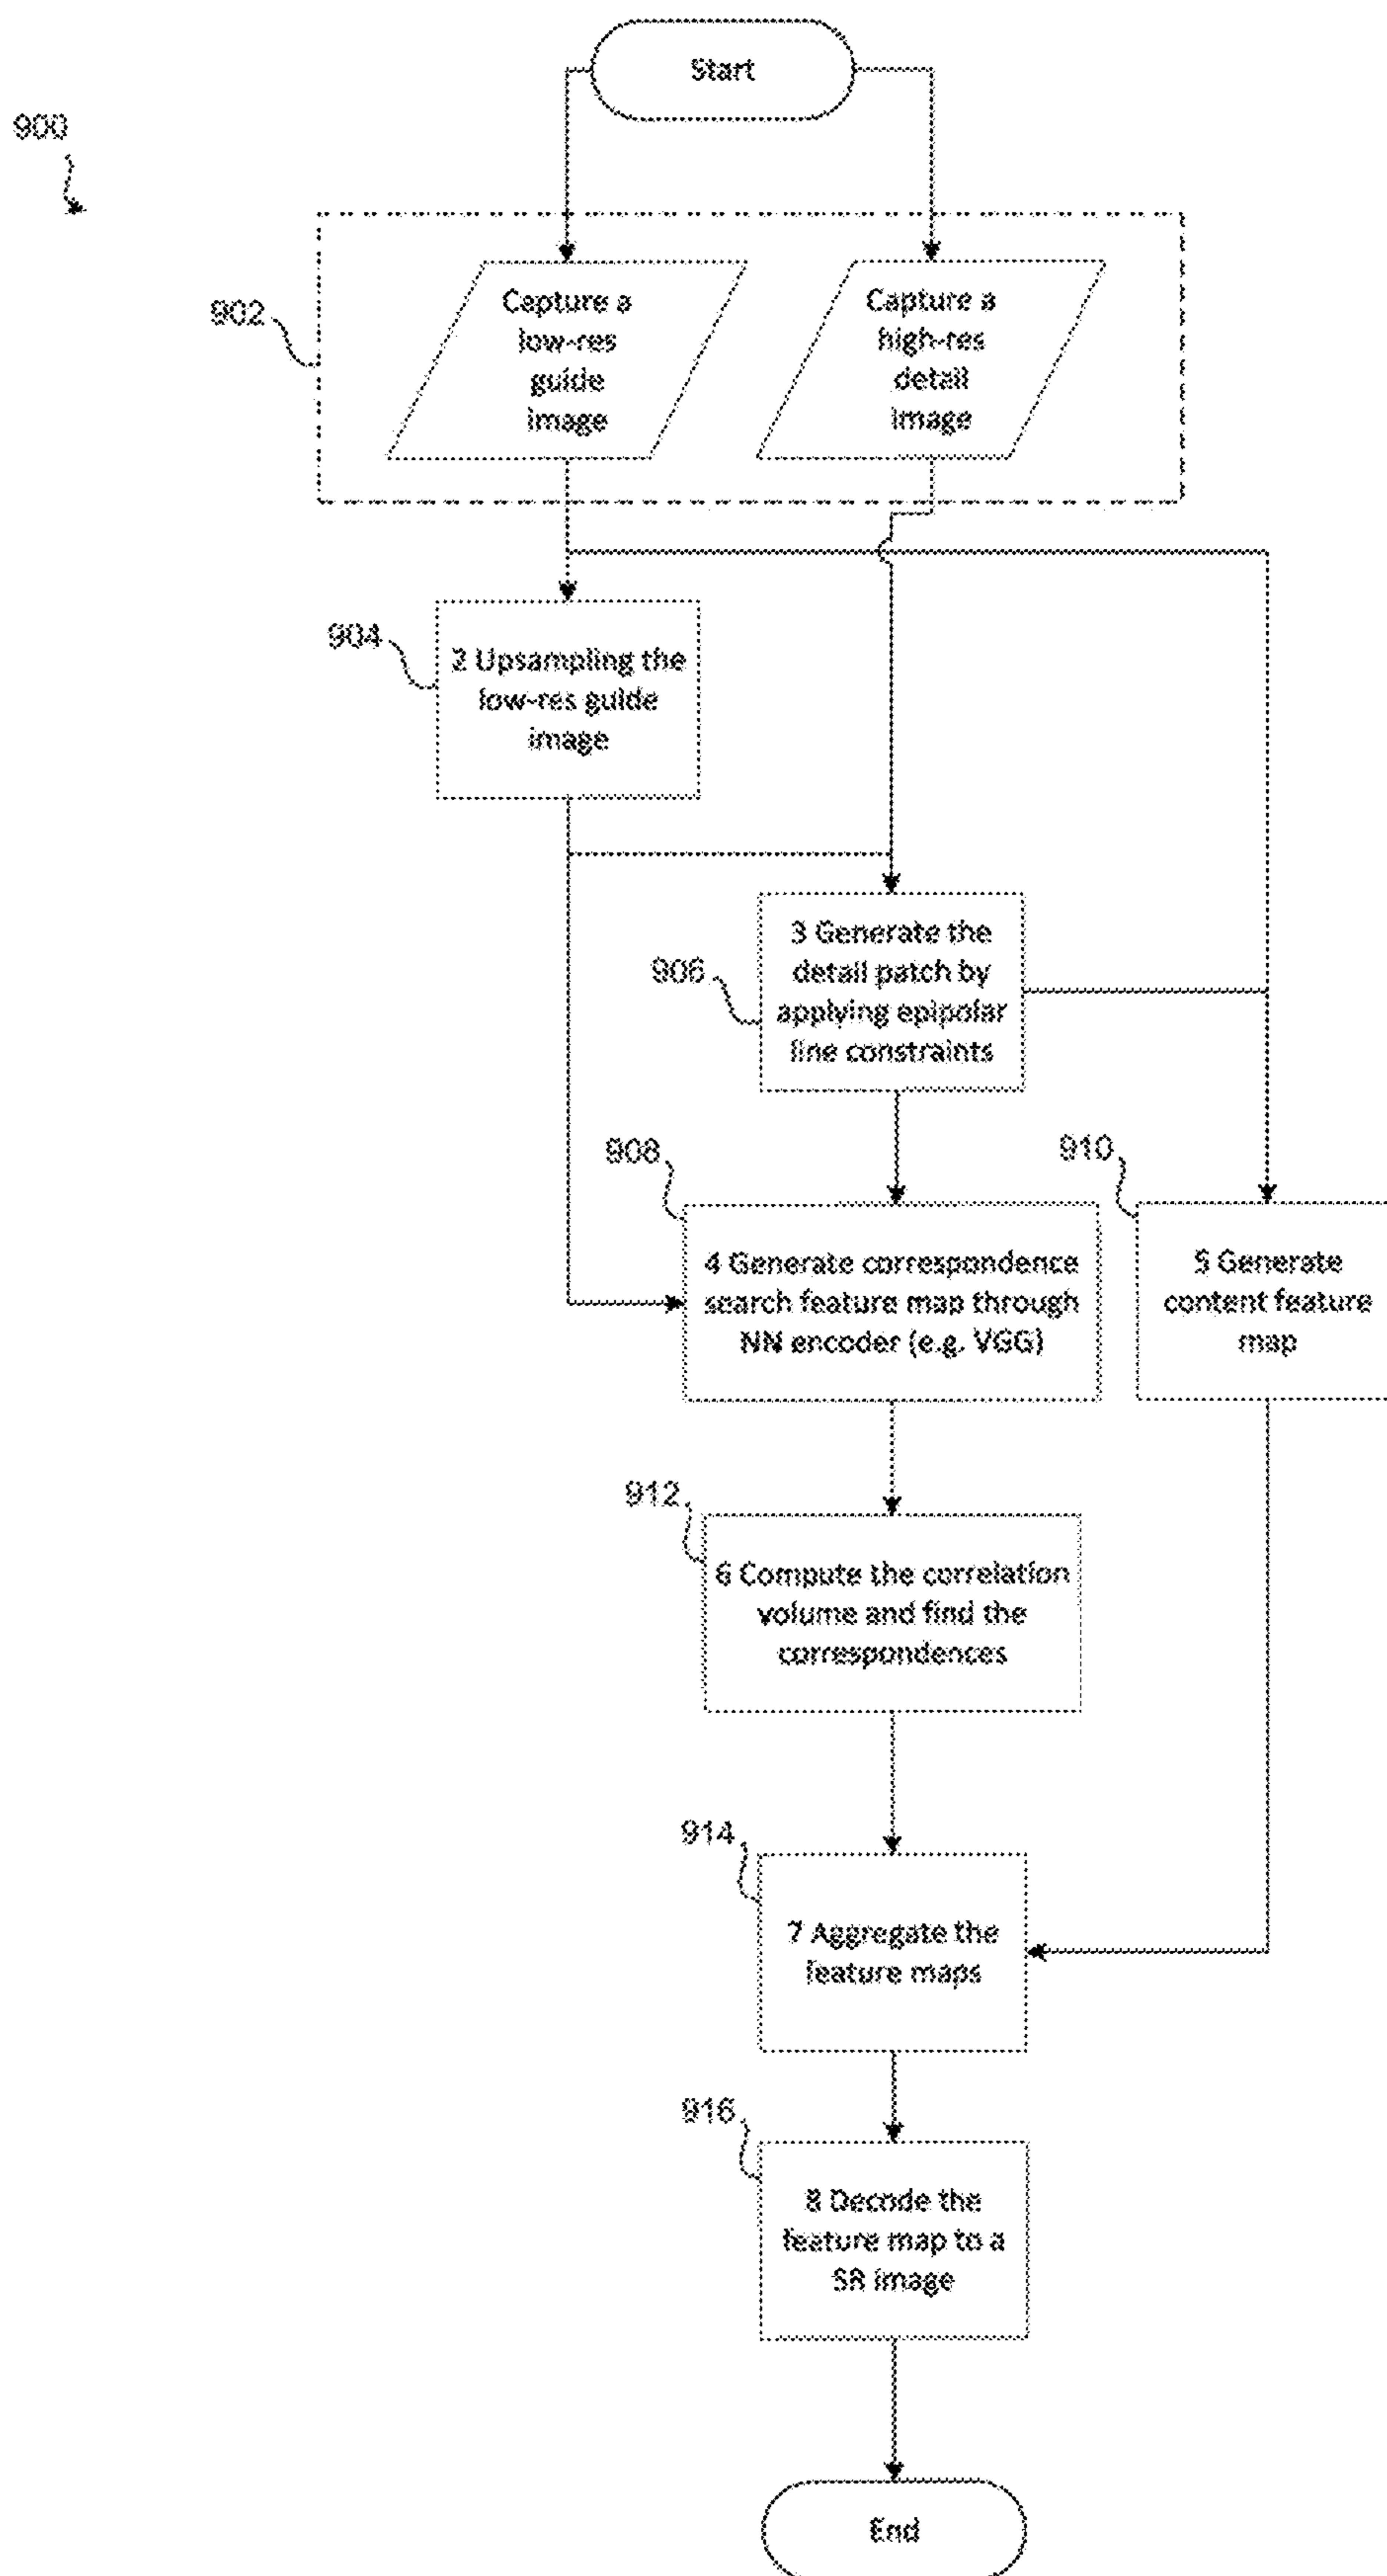 Start
900
902
Capture a
low-res
guide
image
Capture a
high-res
detail
image
904
2 Upsampling the
low-res guide
image
906
3 Generate the
detail patch by
applying epipolar
line constraints
908
4 Generate correspondence
search feature map through
NN encoder (e.g. VGG)
910
5 Generate
content feature
map
912
6 Compute the correlation
volume and find the
correspondences
914
7 Aggregate the
feature maps
916
8 Decode the
feature map to a
SR image
End